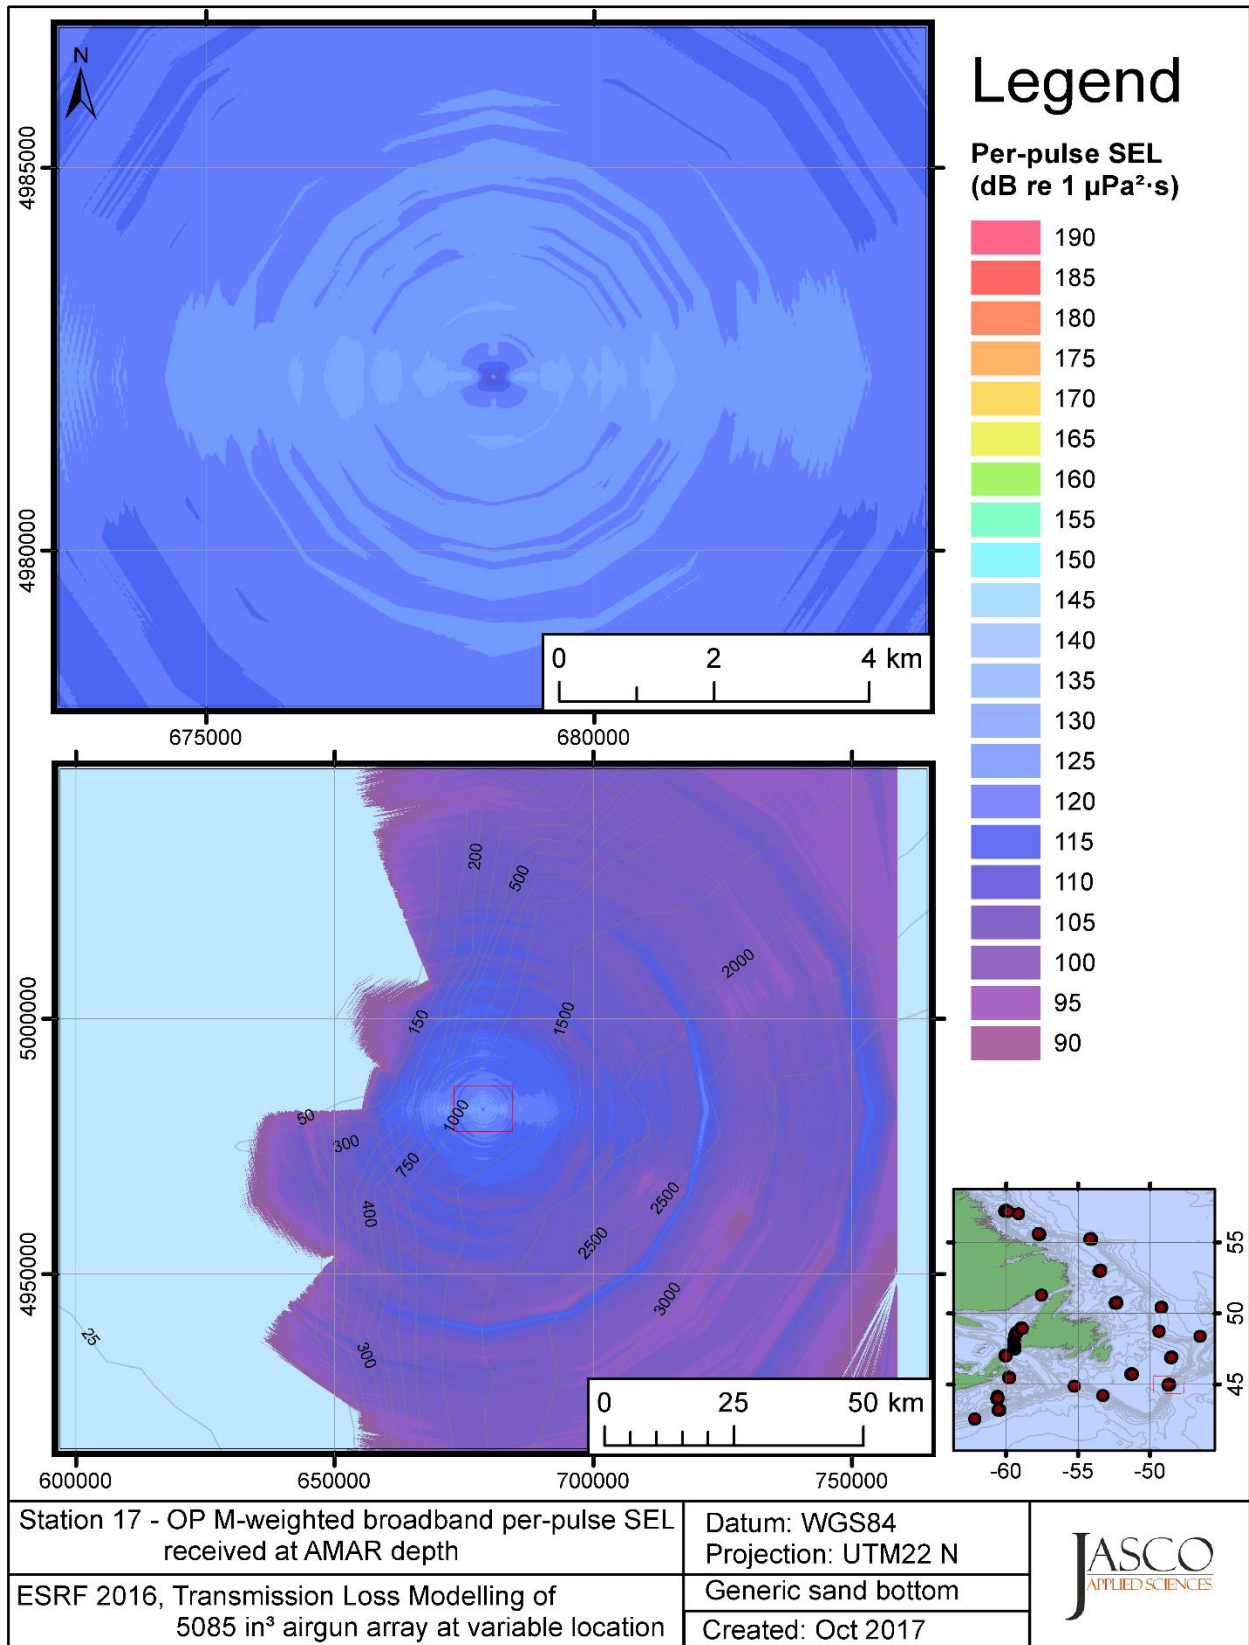 N
4985000
4980000
0 2 4 km
675000 680000
Legend
Per-pulse SEL
(dB re 1 µPa²·s)
190
185
180
175
170
165
160
155
150
145
140
135
130
125
120
115
110
105
100
95
90
5000000
4950000
200
500
2000
150
1500
50
1000
300
750
400
2500
2500
3000
25
300
0 25 50 km
600000 650000 700000 750000
55
50
45
-60 -55 -50
Station 17 - OP M-weighted broadband per-pulse SEL
received at AMAR depth
ESRF 2016, Transmission Loss Modelling of
5085 in³ airgun array at variable location
Datum: WGS84
Projection: UTM22 N
Generic sand bottom
Created: Oct 2017
JASCO
APPLIED SCIENCES